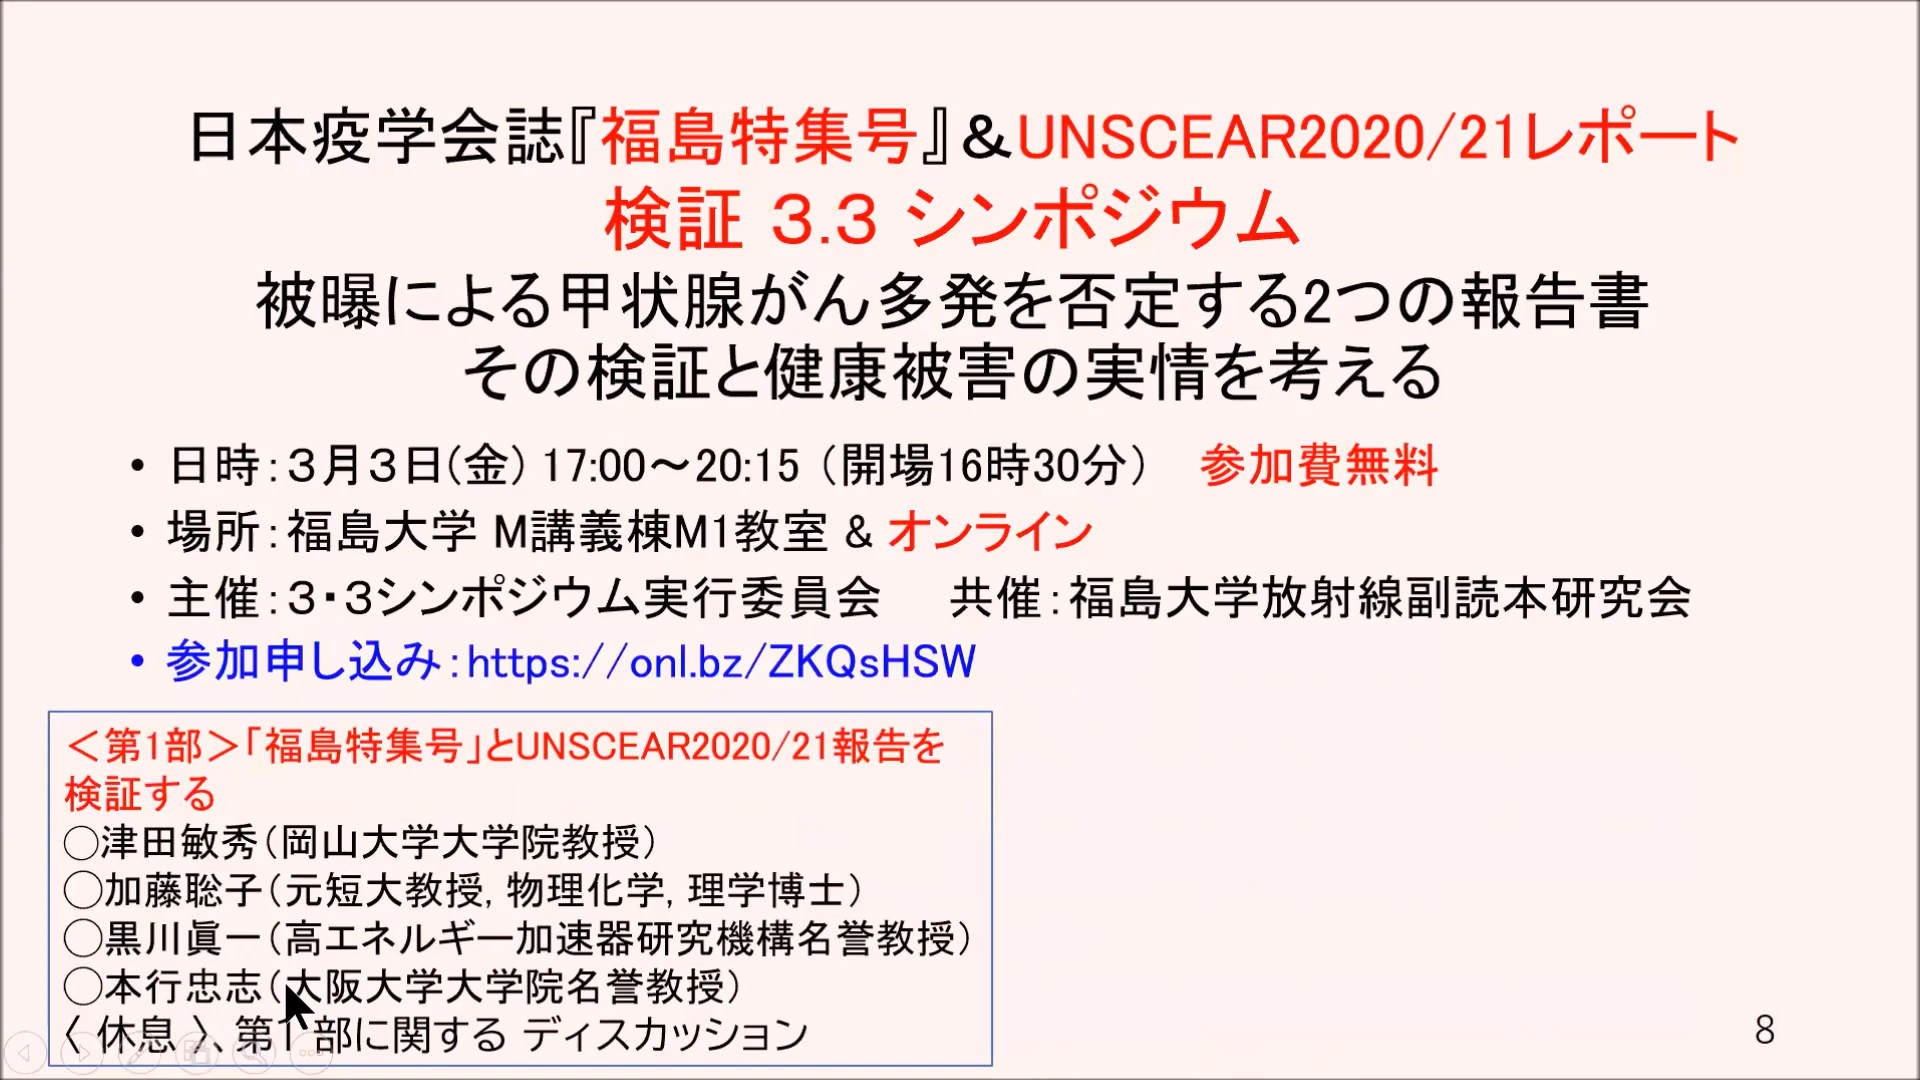 日本疫学会誌『福島特集号』＆UNSCEAR2020/21レポート
検証 3.3 シンポジウム
被曝による甲状腺がん多発を否定する2つの報告書
その検証と健康被害の実情を考える
• 日時：３月３日(金) 17:00～20:15（開場16時30分）　参加費無料
• 場所：福島大学 M講義棟M1教室 & オンライン
• 主催：３・３シンポジウム実行委員会　共催：福島大学放射線副読本研究会
• 参加申し込み：https://onl.bz/ZKQsHSW
＜第1部＞「福島特集号」とUNSCEAR2020/21報告を
検証する
◯津田敏秀（岡山大学大学院教授）
◯加藤聡子（元短大教授, 物理化学, 理学博士）
◯黒川眞一（高エネルギー加速器研究機構名誉教授）
◯本行忠志（大阪大学大学院名誉教授）
〈 休息 〉、第1部に関する ディスカッション
8